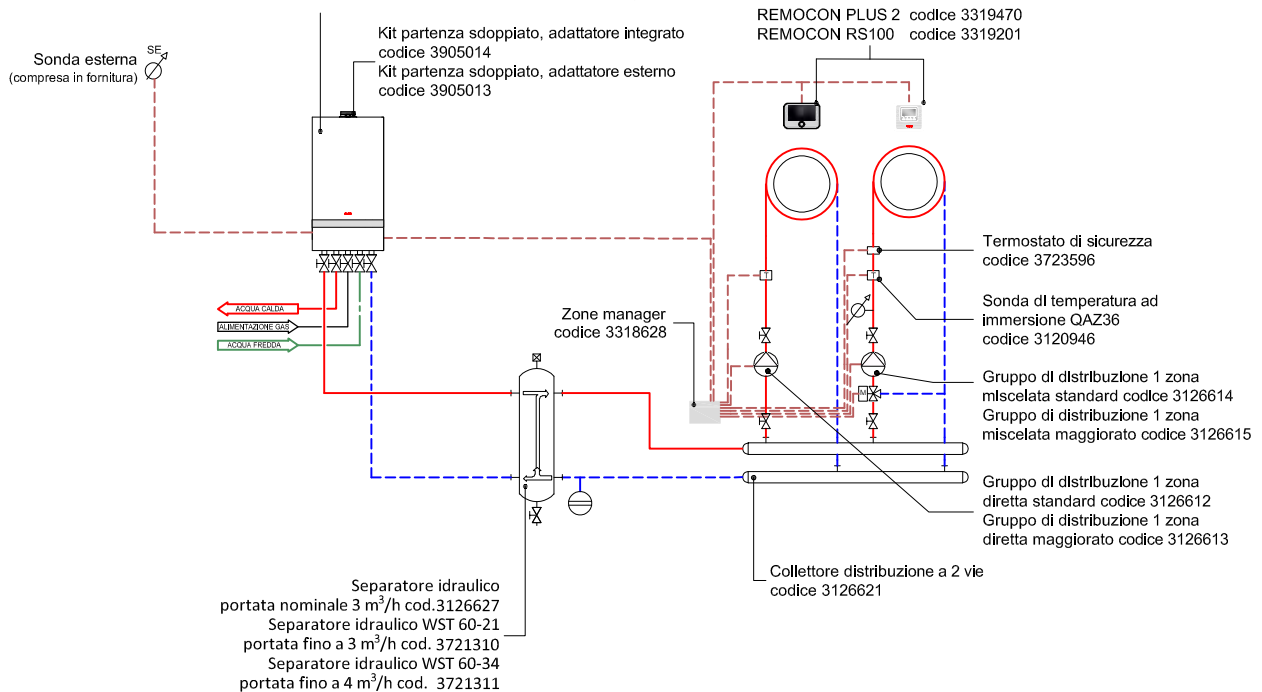 REMOCON PLUS 2 codice 3319470
REMOCON RS100 codice 3319201
Kit partenza sdoppiato, adattatore integrato
codice 3905014
Kit partenza sdoppiato, adattatore esterno
codice 3905013
SE
Sonda esterna
(compresa in fornitura)
Termostato di sicurezza
codice 3723596
T
T
Sonda di temperatura ad
immersione QAZ36
codice 3120946
ACQUA CALDA
ALIMENTAZIONE GAS
ACQUA FREDDA
Zone manager
codice 3318628
M
Gruppo di distribuzione 1 zona
miscelata standard codice 3126614
Gruppo di distribuzione 1 zona
miscelata maggiorato codice 3126615
Gruppo di distribuzione 1 zona
diretta standard codice 3126612
Gruppo di distribuzione 1 zona
diretta maggiorato codice 3126613
Collettore distribuzione a 2 vie
codice 3126621
Separatore idraulico
portata nominale 3 m³/h cod.3126627
Separatore idraulico WST 60-21
portata fino a 3 m³/h cod. 3721310
Separatore idraulico WST 60-34
portata fino a 4 m³/h cod. 3721311